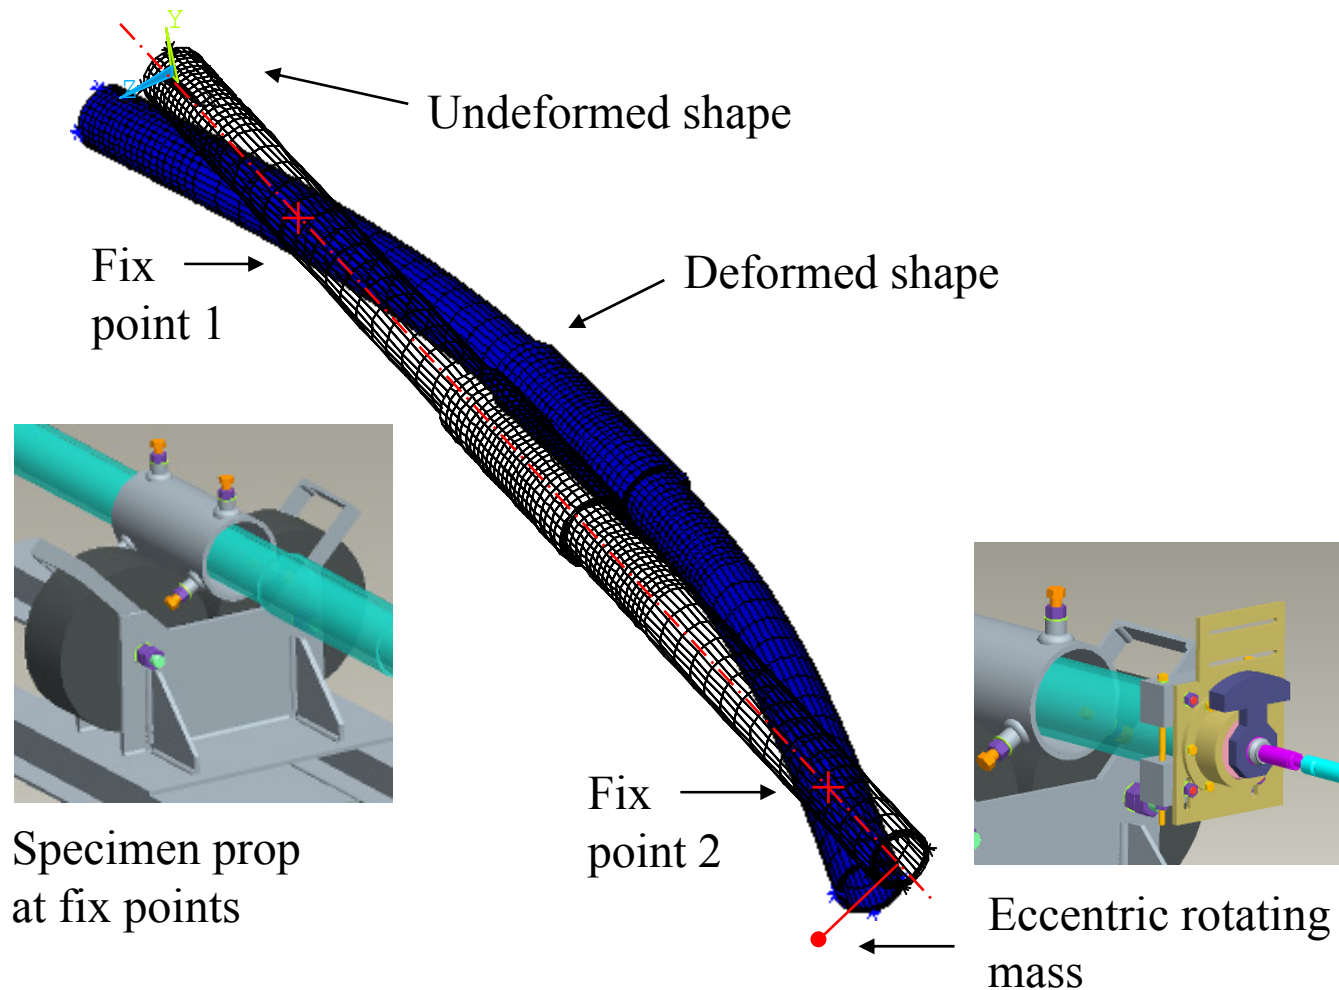 Y
Z
Undeformed shape
Fix
point 1
Deformed shape
Fix
point 2
Specimen prop
at fix points
Eccentric rotating
mass